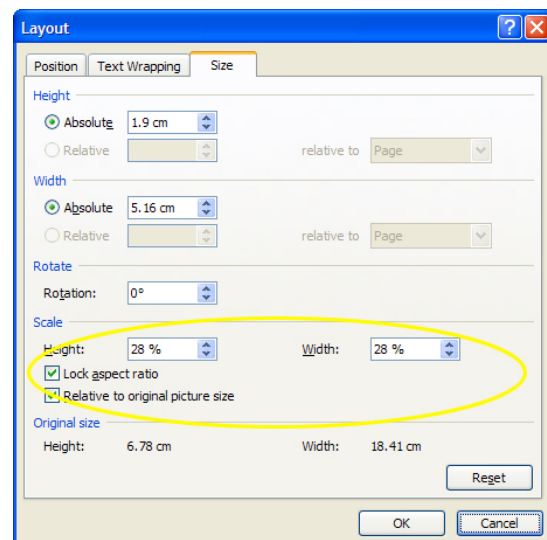 Layout
Position Text Wrapping Size
Height
Absolute 1.9 cm
Relative relative to Page
Width
Absolute 5.16 cm
Relative relative to Page
Rotate
Rotation: 0°
Scale
Height: 28 % Width: 28 %
Lock aspect ratio
Relative to original picture size
Original size
Height: 6.78 cm Width: 18.41 cm
Reset
OK Cancel